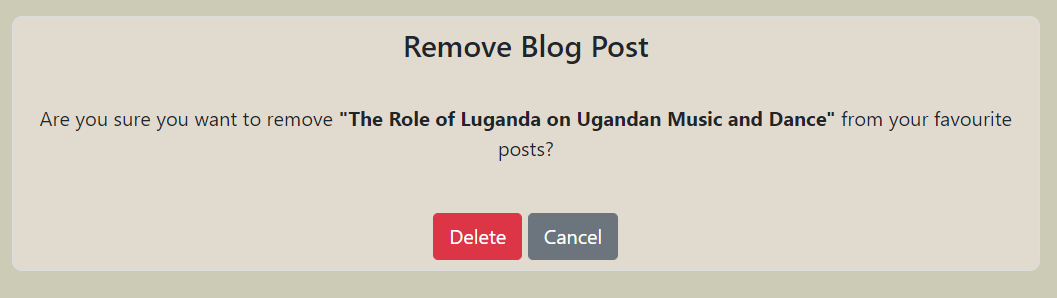 Remove Blog Post
Are you sure you want to remove "The Role of Luganda on Ugandan Music and Dance" from your favourite
posts?
Delete Cancel